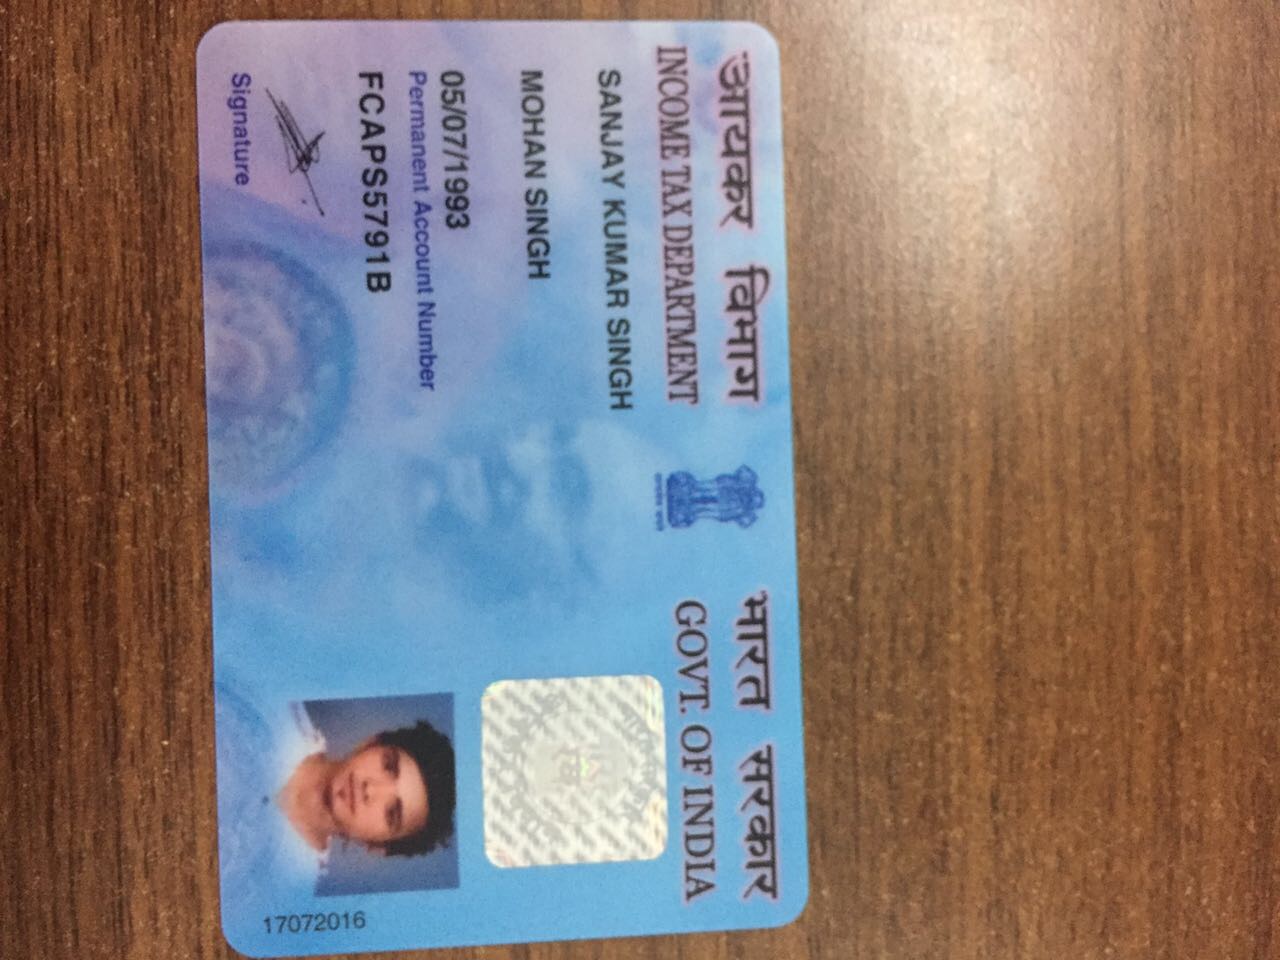 आयकर विभाग
INCOME TAX DEPARTMENT
भारत सरकार
GOVT. OF INDIA
SANJAY KUMAR SINGH
MOHAN SINGH
05/07/1993
Permanent Account Number
FCAPS5791B
Signature
17072016